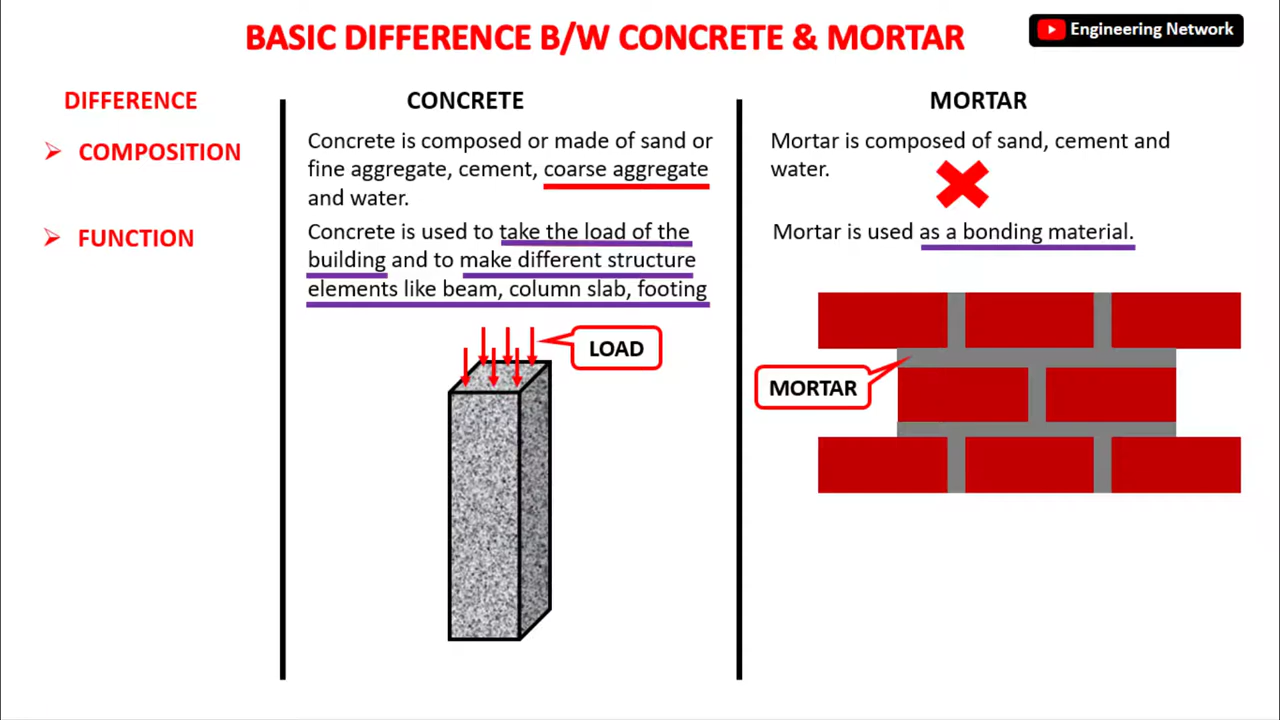 BASIC DIFFERENCE B/W CONCRETE & MORTAR
Engineering Network
DIFFERENCE
CONCRETE
MORTAR
COMPOSITION
Concrete is composed or made of sand or
fine aggregate, cement, coarse aggregate
and water.
Mortar is composed of sand, cement and
water.
FUNCTION
Concrete is used to take the load of the
building and to make different structure
elements like beam, column slab, footing
Mortar is used as a bonding material.
LOAD
MORTAR